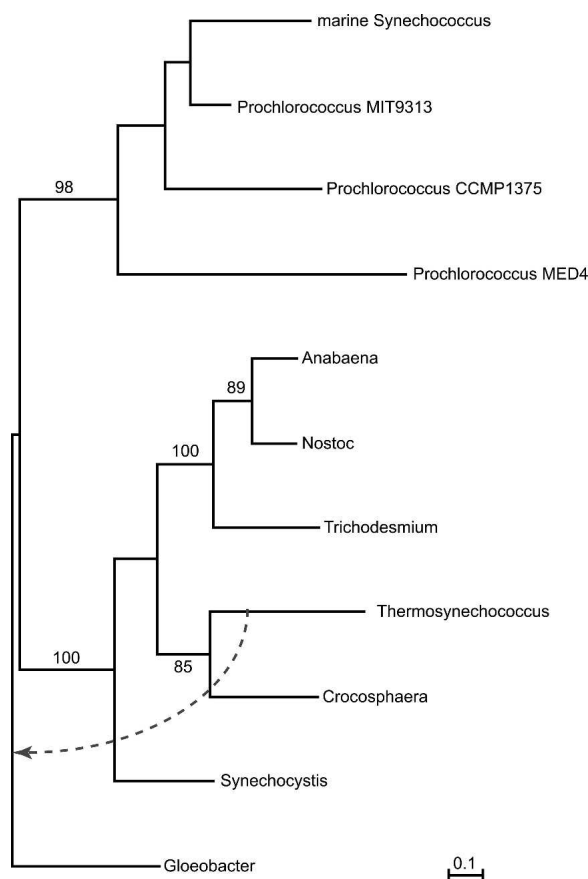 marine Synechococcus
Prochlorococcus MIT9313
Prochlorococcus CCMP1375
98
Prochlorococcus MED4
Anabaena
89
Nostoc
100
Trichodesmium
Thermosynechococcus
100
85
Crocosphaera
Synechocystis
Gloeobacter
0.1